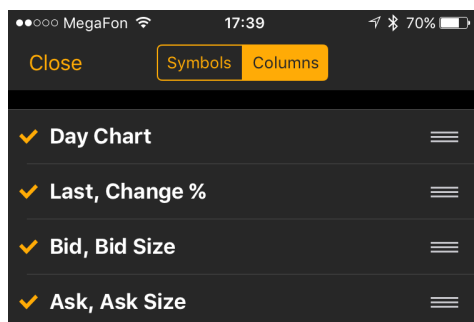 MegaFon 17:39 70%
Close Symbols Columns
Day Chart
Last, Change %
Bid, Bid Size
Ask, Ask Size